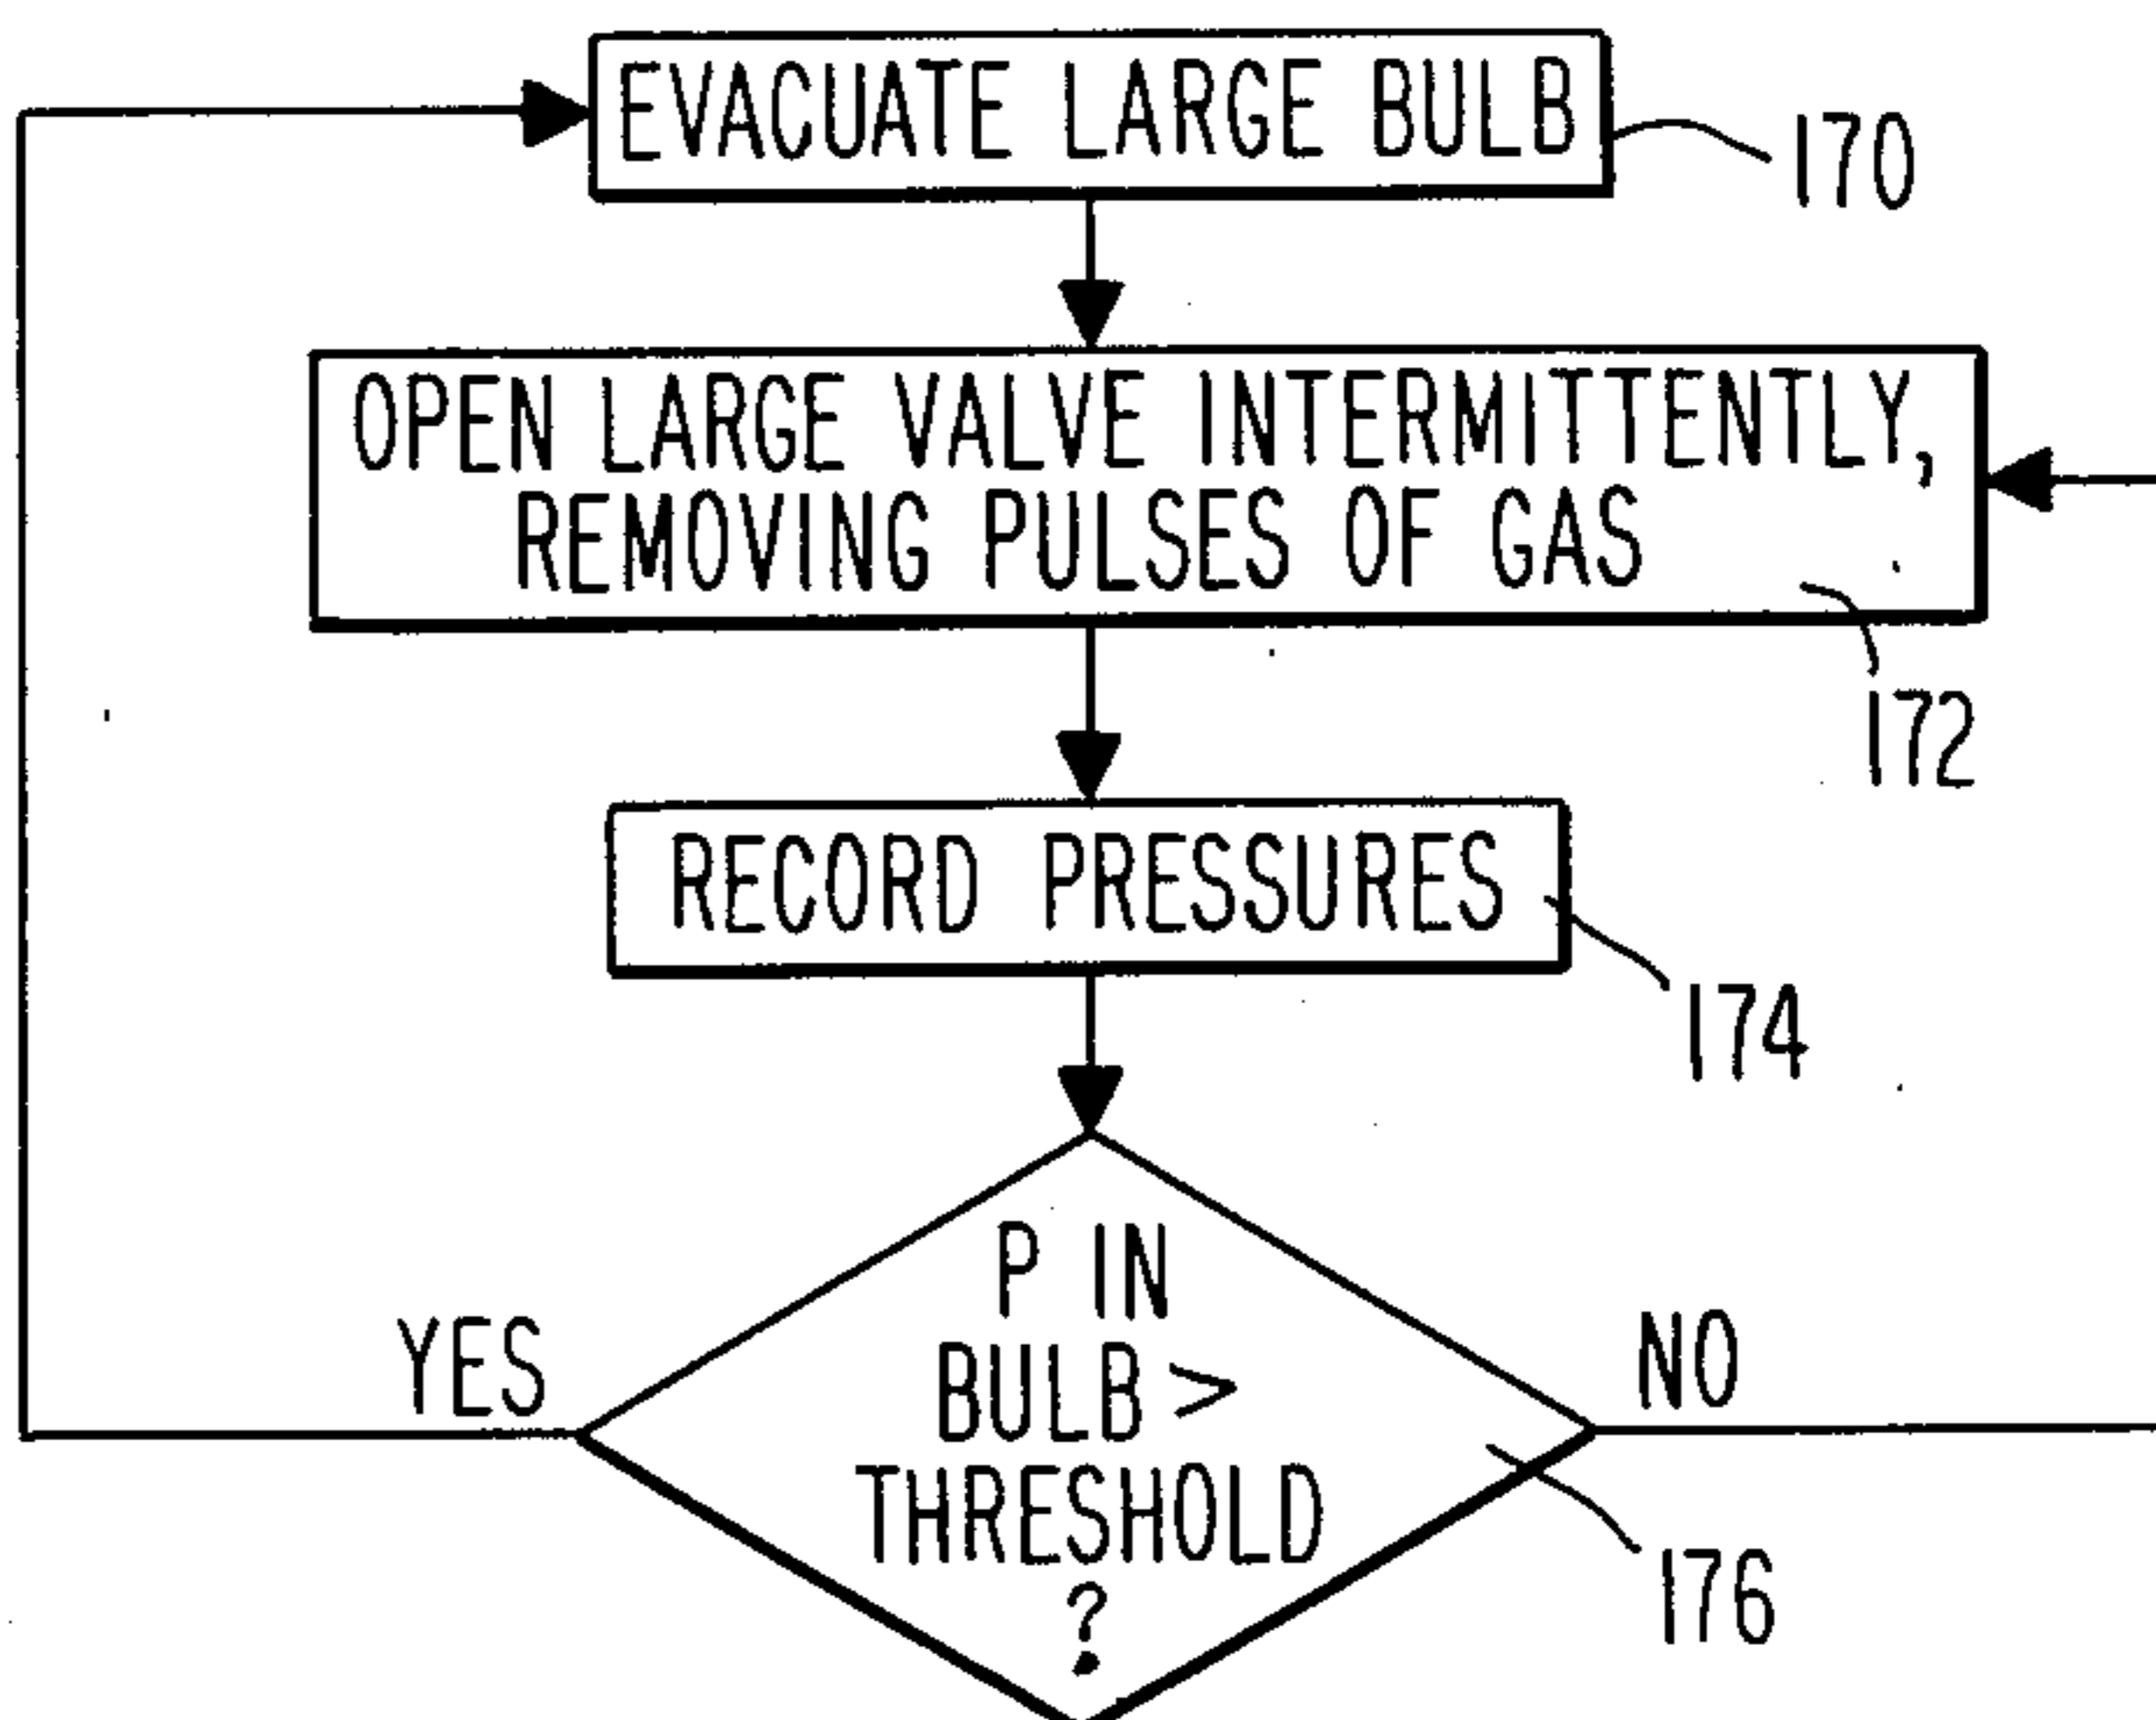 EVACUATE LARGE BULB
170
OPEN LARGE VALVE INTERMITTENTLY,
REMOVING PULSES OF GAS
172
RECORD PRESSURES
174
P IN
BULB >
THRESHOLD
?
YES
NO
176